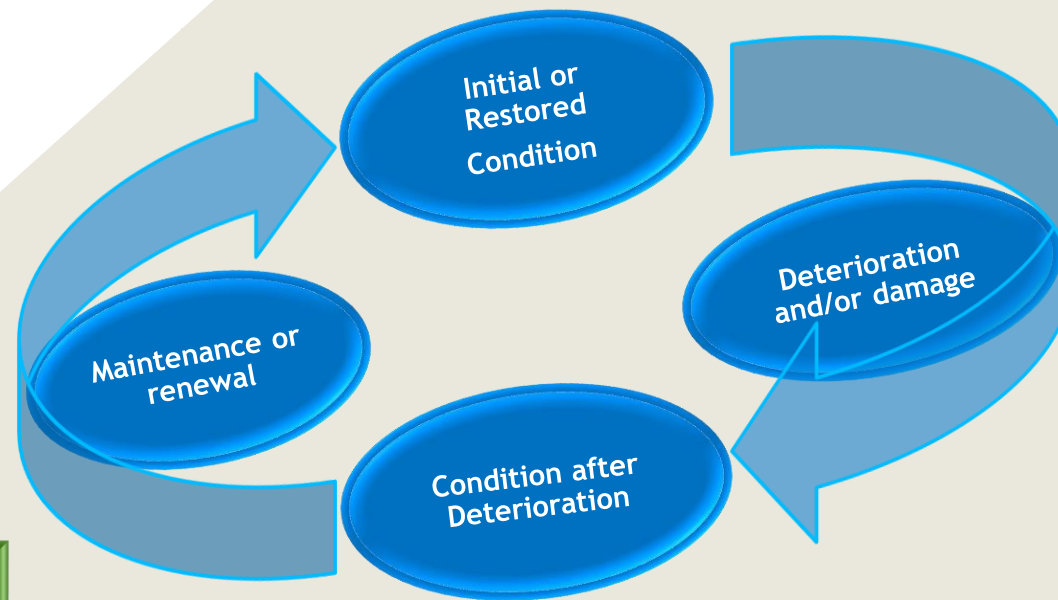 Initial or
Restored
Condition
Deterioration
and/or damage
Maintenance or
renewal
Condition after
Deterioration